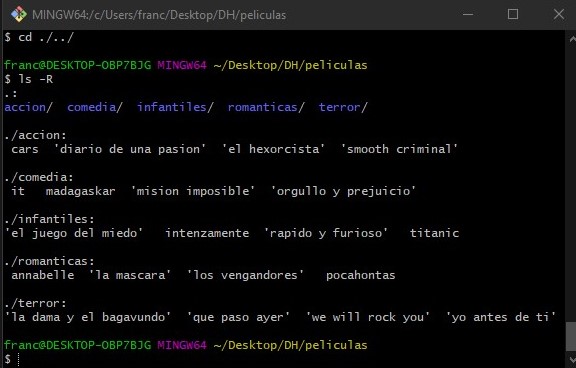 MINGW64:/c/Users/franc/Desktop/DH/peliculas
$ cd ./../
franc@DESKTOP-OBP7BJG MINGW64 ~/Desktop/DH/peliculas
$ ls -R
.:
accion/  comedia/  infantiles/  romanticas/  terror/
./accion:
cars  'diario de una pasion'  'el hexorcista'  'smooth criminal'
./comedia:
it   madagaskar  'mision imposible'  'orgullo y prejuicio'
./infantiles:
'el juego del miedo'   intenzamente  'rapido y furioso'   titanic
./romanticas:
annabelle  'la mascara'  'los vengandores'   pocahontas
./terror:
'la dama y el bagavundo'  'que paso ayer'  'we will rock you'  'yo antes de ti'
franc@DESKTOP-OBP7BJG MINGW64 ~/Desktop/DH/peliculas
$